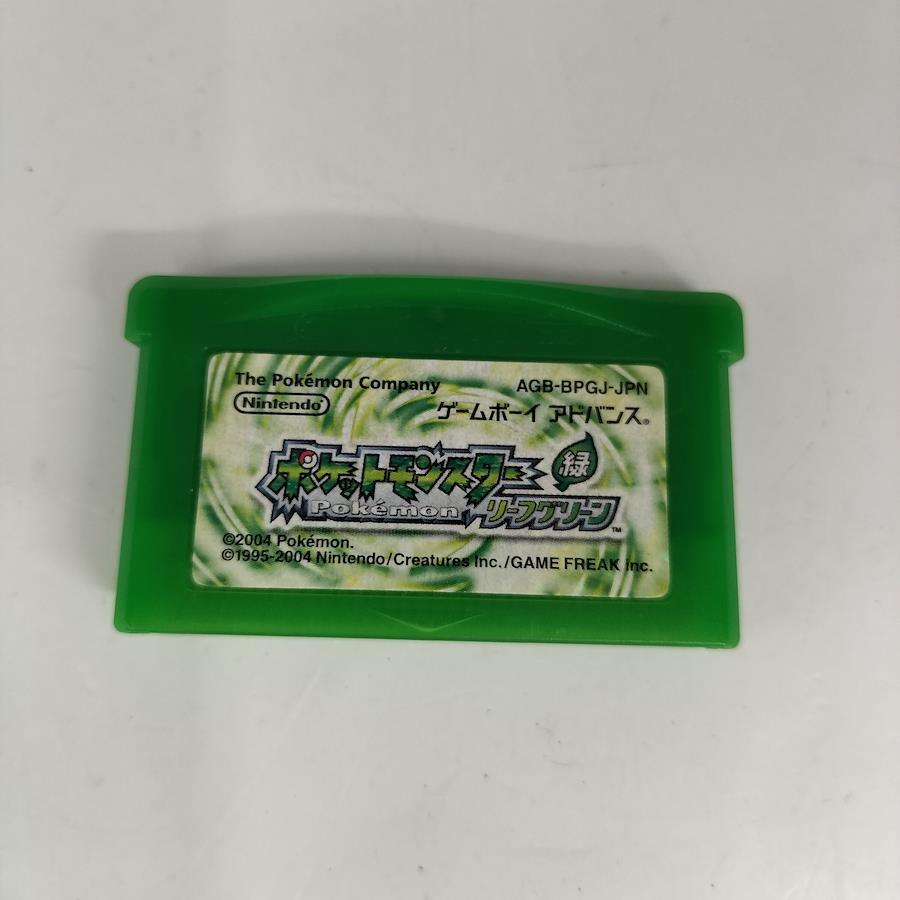 The Pokémon Company
AGB-BPGJ-JPN
Nintendo
ゲームボーイ アドバンス®
ポケットモンスター
緑
Pokémon
リーフグリーン™
©2004 Pokémon.
©1995-2004 Nintendo/Creatures Inc./GAME FREAK inc.